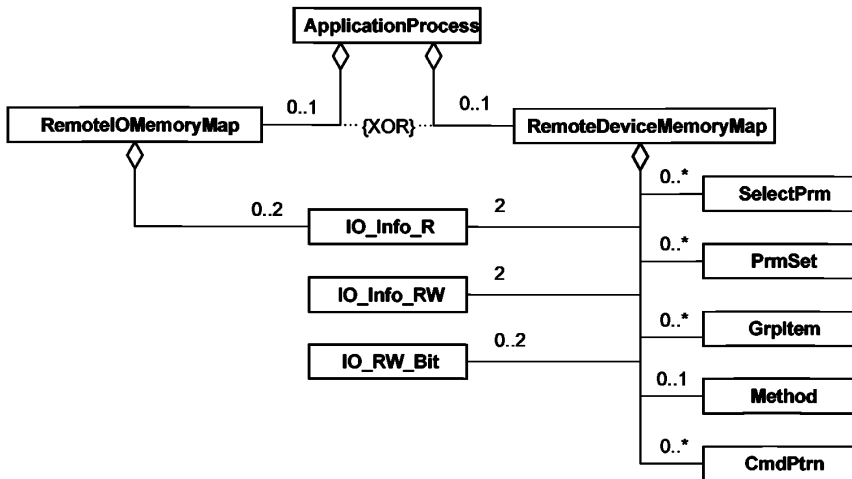 ApplicationProcess
0..1
0..1
RemoteIOMemoryMap
{XOR}
RemoteDeviceMemoryMap
0..*
SelectPrm
0..2
IO_Info_R
2
0..*
PrmSet
IO_Info_RW
2
0..*
GrpItem
IO_RW_Bit
0..2
0..1
Method
0..*
CmdPtrn